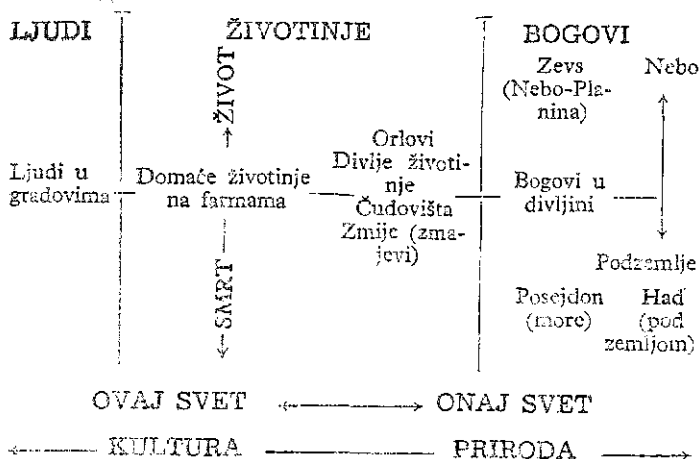 LJUDI ŽIVOTINJE BOGOVI
ŽIVOT
Zevs
(Nebo-Pla-
nina)
Nebo
Ljudi u
gradovima
Domaće životinje
na farmama
Orlovi
Divlje životi-
nje
Čudovišta
Zmije (zma-
jevi)
Bogovi u
divljini
SMRT
Podzemlje
Posejdon
(more)
Had
(pod
zemljom)
OVAJ SVET ONAJ SVET
KULTURA PRIRODA